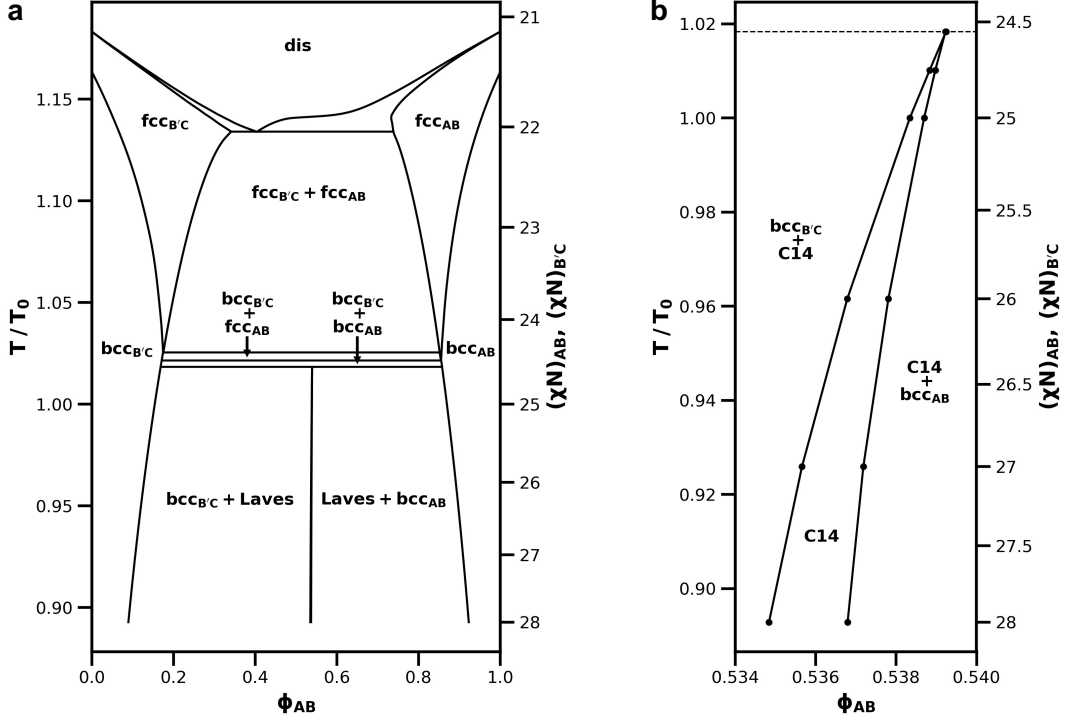 a
dis
fcc_B′C
fcc_AB
fcc_B′C + fcc_AB
bcc_B′C
+
fcc_AB
bcc_B′C
+
bcc_AB
bcc_B′C
bcc_AB
bcc_B′C + Laves
Laves + bcc_AB
1.15
1.10
1.05
1.00
0.95
0.90
T / T_0
21
22
23
24
25
26
27
28
(χN)_AB, (χN)_B′C
0.0 0.2 0.4 0.6 0.8 1.0
ϕ_AB
b
bcc_B′C
+
C14
C14
+
bcc_AB
C14
1.02
1.00
0.98
0.96
0.94
0.92
0.90
T / T_0
24.5
25
25.5
26
26.5
27
27.5
28
(χN)_AB, (χN)_B′C
0.534 0.536 0.538 0.540
ϕ_AB